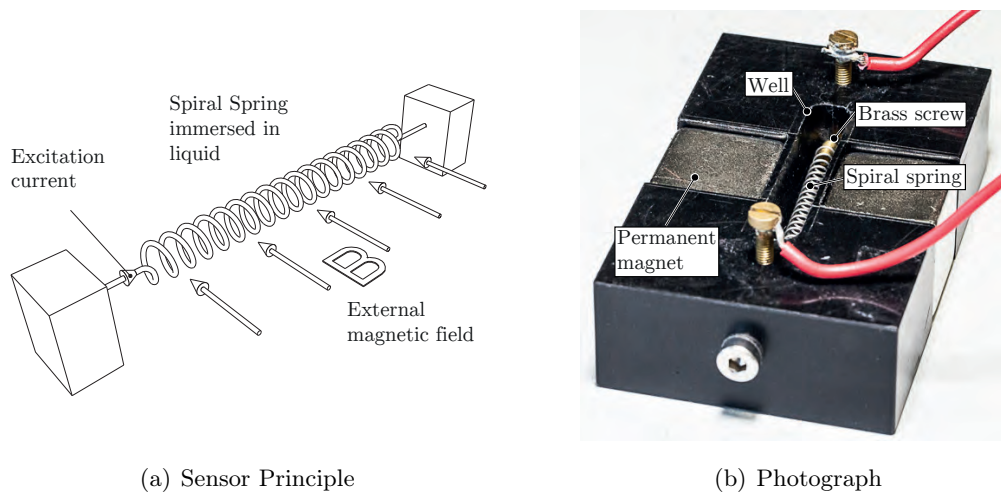 Spiral Spring
immersed in
liquid
Excitation
current
B
External
magnetic field
Well
Brass screw
Spiral spring
Permanent
magnet
(a) Sensor Principle
(b) Photograph